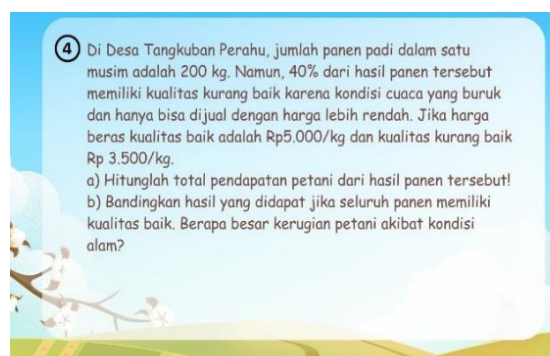 4 Di Desa Tangkuban Perahu, jumlah panen padi dalam satu
musim adalah 200 kg. Namun, 40% dari hasil panen tersebut
memiliki kualitas kurang baik karena kondisi cuaca yang buruk
dan hanya bisa dijual dengan harga lebih rendah. Jika harga
beras kualitas baik adalah Rp5.000/kg dan kualitas kurang baik
Rp 3.500/kg.
a) Hitunglah total pendapatan petani dari hasil panen tersebut!
b) Bandingkan hasil yang didapat jika seluruh panen memiliki
kualitas baik. Berapa besar kerugian petani akibat kondisi
alam?